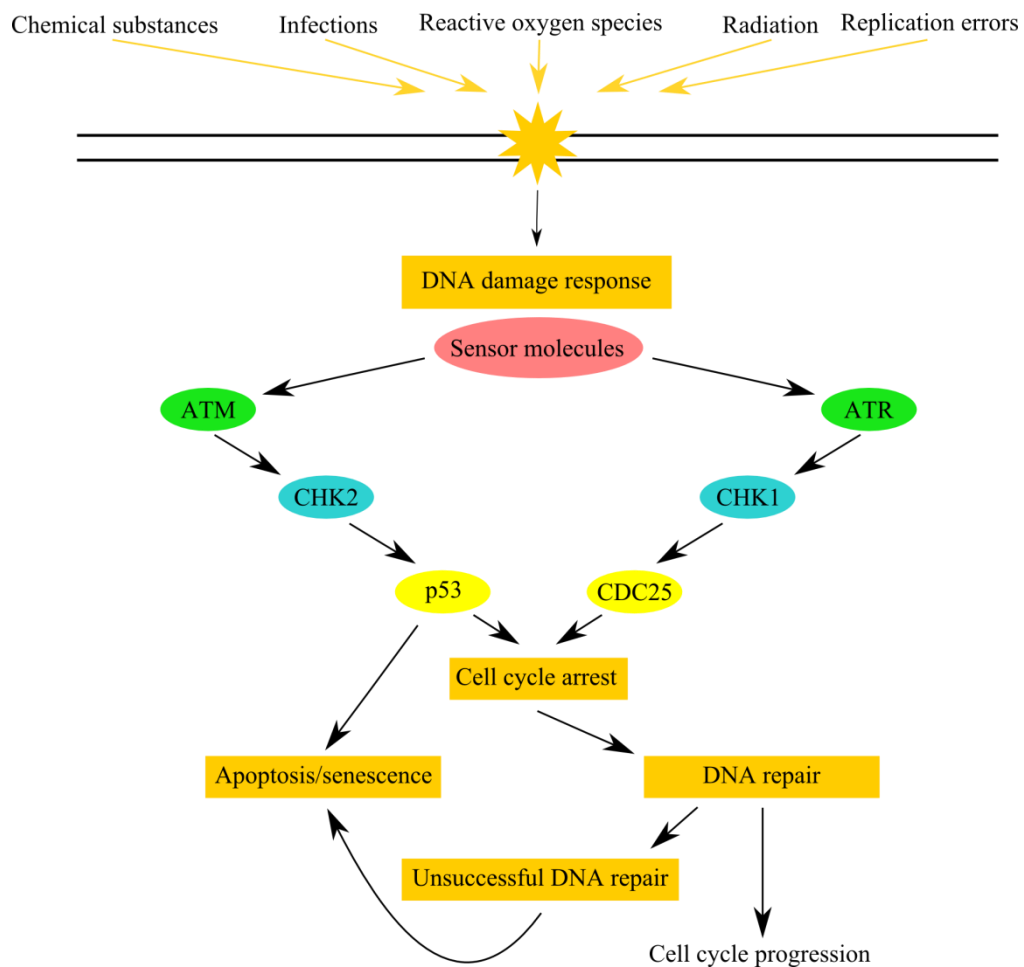 Chemical substances
Infections
Reactive oxygen species
Radiation
Replication errors
DNA damage response
Sensor molecules
ATM
ATR
CHK2
CHK1
p53
CDC25
Cell cycle arrest
Apoptosis/senescence
DNA repair
Unsuccessful DNA repair
Cell cycle progression